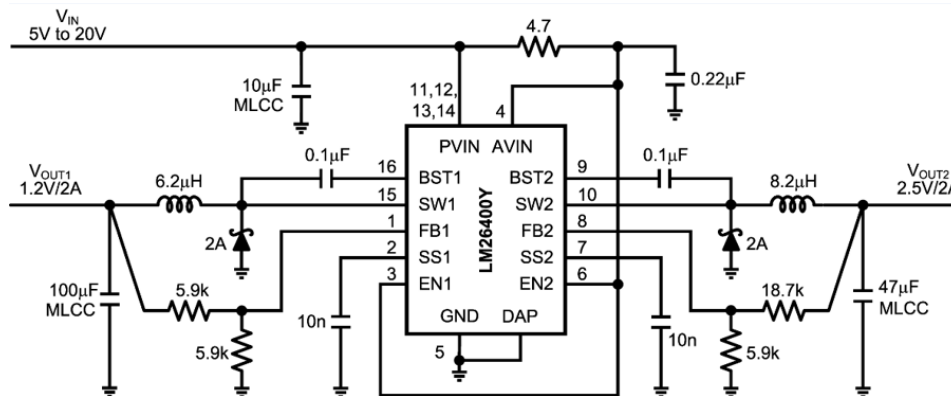 VIN
5V to 20V
4.7
10µF
MLCC
0.22µF
11,12,
13,14
4
PVIN AVIN
VOUT1
1.2V/2A
6.2µH
0.1µF
16
BST1
BST2
9
0.1µF
8.2µH
VOUT2
2.5V/2A
15
SW1
SW2
10
1
FB1
FB2
8
2A
2A
2
SS1
SS2
7
3
EN1
EN2
6
LM26400Y
100µF
MLCC
5.9k
18.7k
47µF
MLCC
5.9k
10n
GND DAP
5
10n
5.9k